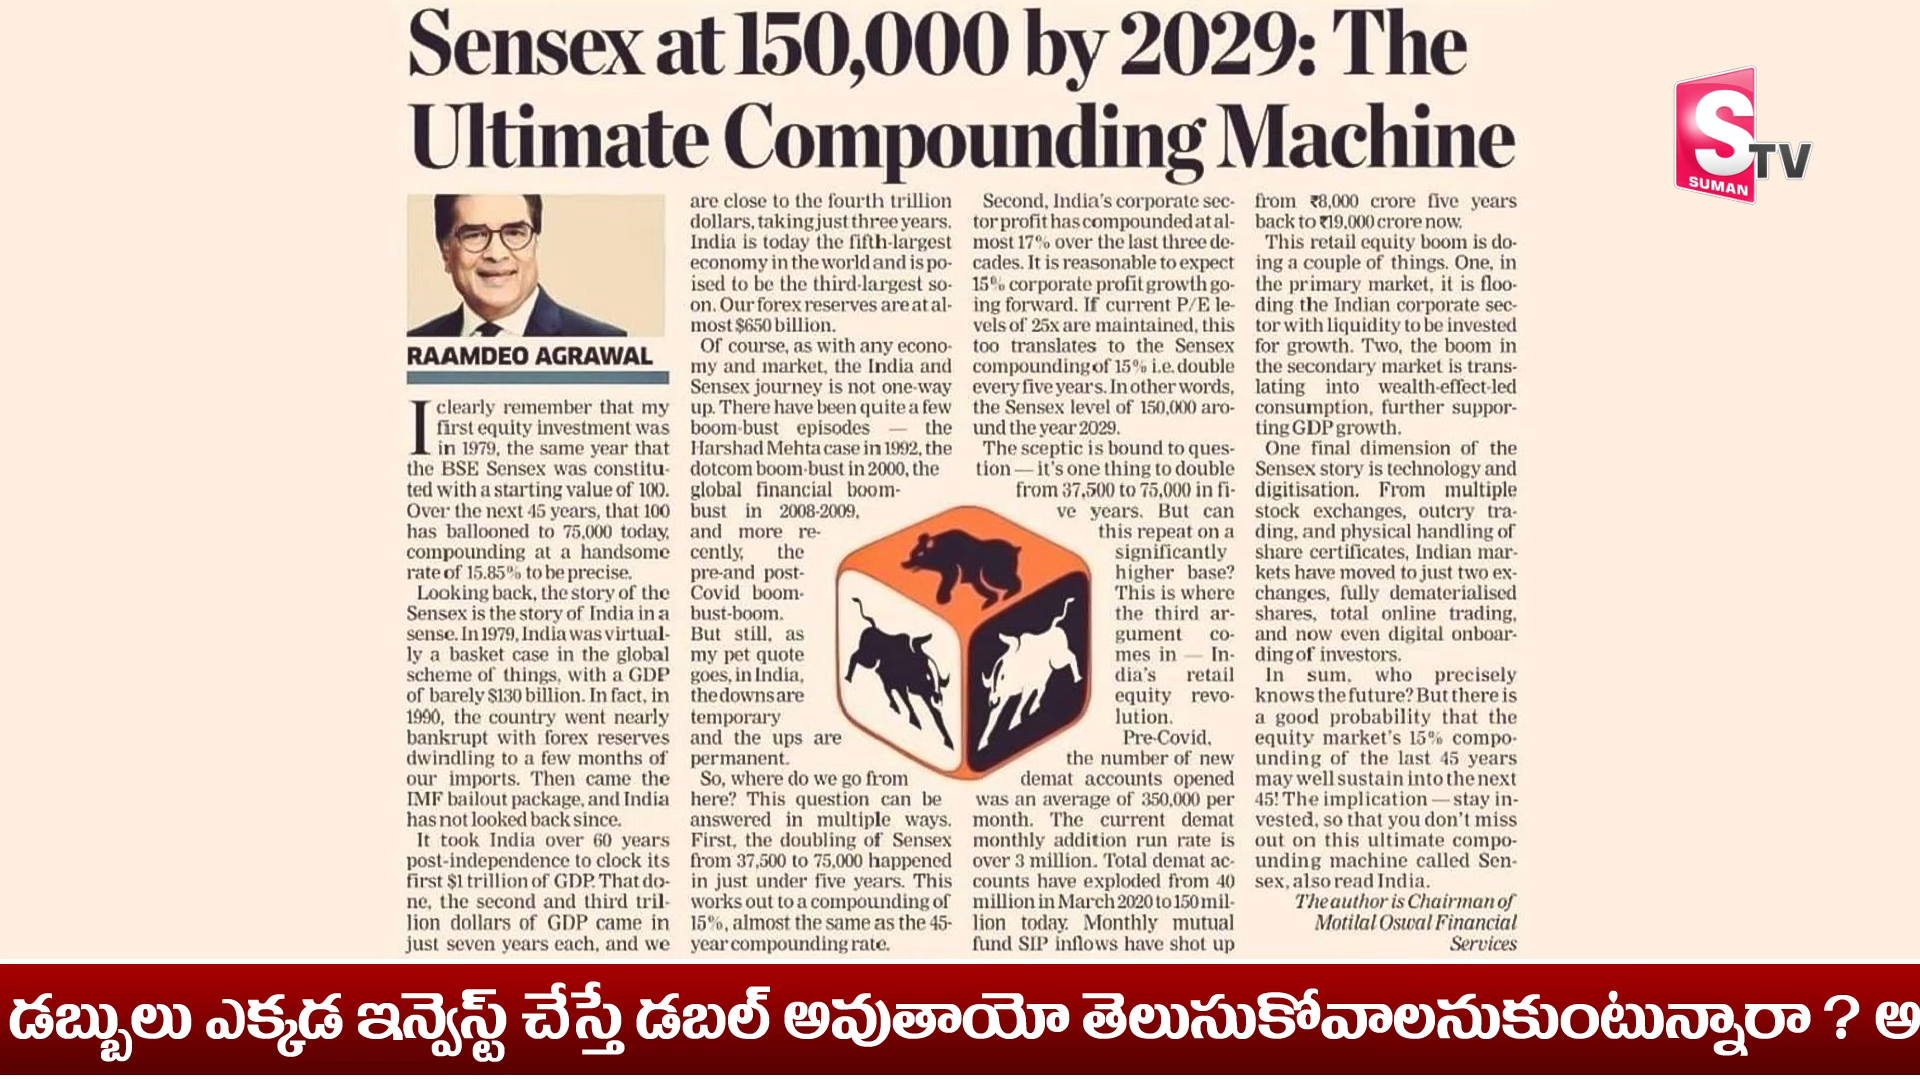 Sensex at 150,000 by 2029: The
Ultimate Compounding Machine
RAAMDEO AGRAWAL
I clearly remember that my
first equity investment was
in 1979, the same year that
the BSE Sensex was constitu-
ted with a starting value of 100.
Over the next 45 years, that 100
has ballooned to 75,000 today,
compounding at a handsome
rate of 15.85% to be precise.
Looking back, the story of the
Sensex is the story of India in a
sense. In 1979, India was virtual-
ly a basket case in the global
scheme of things, with a GDP
of barely $130 billion. In fact, in
1990, the country went nearly
bankrupt with forex reserves
dwindling to a few months of
our imports. Then came the
IMF bailout package, and India
has not looked back since.
It took India over 60 years
post-independence to clock its
first $1 trillion of GDP. That do-
ne, the second and third tril-
lion dollars of GDP came in
just seven years each, and we
are close to the fourth trillion
dollars, taking just three years.
India is today the fifth-largest
economy in the world and is po-
ised to be the third-largest so-
on. Our forex reserves are at al-
most $650 billion.
Of course, as with any econo-
my and market, the India and
Sensex journey is not one-way
up. There have been quite a few
boom-bust episodes — the
Harshad Mehta case in 1992, the
dotcom boom-bust in 2000, the
global financial boom-
bust in 2008-2009,
and more re-
cently, the
pre-and post-
Covid boom-
bust-boom.
But still, as
my pet quote
goes, in India,
the downs are
temporary
and the ups are
permanent.
So, where do we go from
here? This question can be
answered in multiple ways.
First, the doubling of Sensex
from 37,500 to 75,000 happened
in just under five years. This
works out to a compounding of
15%, almost the same as the 45-
year compounding rate.
Second, India's corporate sec-
tor profit has compounded at al-
most 17% over the last three de-
cades. It is reasonable to expect
15% corporate profit growth go-
ing forward. If current P/E le-
vels of 25x are maintained, this
too translates to the Sensex
compounding of 15% i.e. double
every five years. In other words,
the Sensex level of 150,000 aro-
und the year 2029.
The sceptic is bound to ques-
tion — it's one thing to double
from 37,500 to 75,000 in fi-
ve years. But can
this repeat on a
significantly
higher base?
This is where
the third ar-
gument co-
mes in — In-
dia's retail
equity revo-
lution.
Pre-Covid,
the number of new
demat accounts opened
was an average of 350,000 per
month. The current demat
monthly addition run rate is
over 3 million. Total demat ac-
counts have exploded from 40
million in March 2020 to 150 mil-
lion today. Monthly mutual
fund SIP inflows have shot up
from ₹8,000 crore five years
back to ₹19,000 crore now.
This retail equity boom is do-
ing a couple of things. One, in
the primary market, it is floo-
ding the Indian corporate sec-
tor with liquidity to be invested
for growth. Two, the boom in
the secondary market is trans-
lating into wealth-effect-led
consumption, further suppor-
ting GDP growth.
One final dimension of the
Sensex story is technology and
digitisation. From multiple
stock exchanges, outcry tra-
ding, and physical handling of
share certificates, Indian mar-
kets have moved to just two ex-
changes, fully dematerialised
shares, total online trading,
and now even digital onboar-
ding of investors.
In sum, who precisely
knows the future? But there is
a good probability that the
equity market's 15% compo-
unding of the last 45 years
may well sustain into the next
45! The implication — stay in-
vested, so that you don't miss
out on this ultimate compo-
unding machine called Sen-
sex, also read India.
The author is Chairman of
Motilal Oswal Financial
Services
S TV
SUMAN
డబ్బులు ఎక్కడ ఇన్వెస్ట్ చేస్తే డబల్ అవుతాయో తెలుసుకోవాలనుకుంటున్నారా ? అ